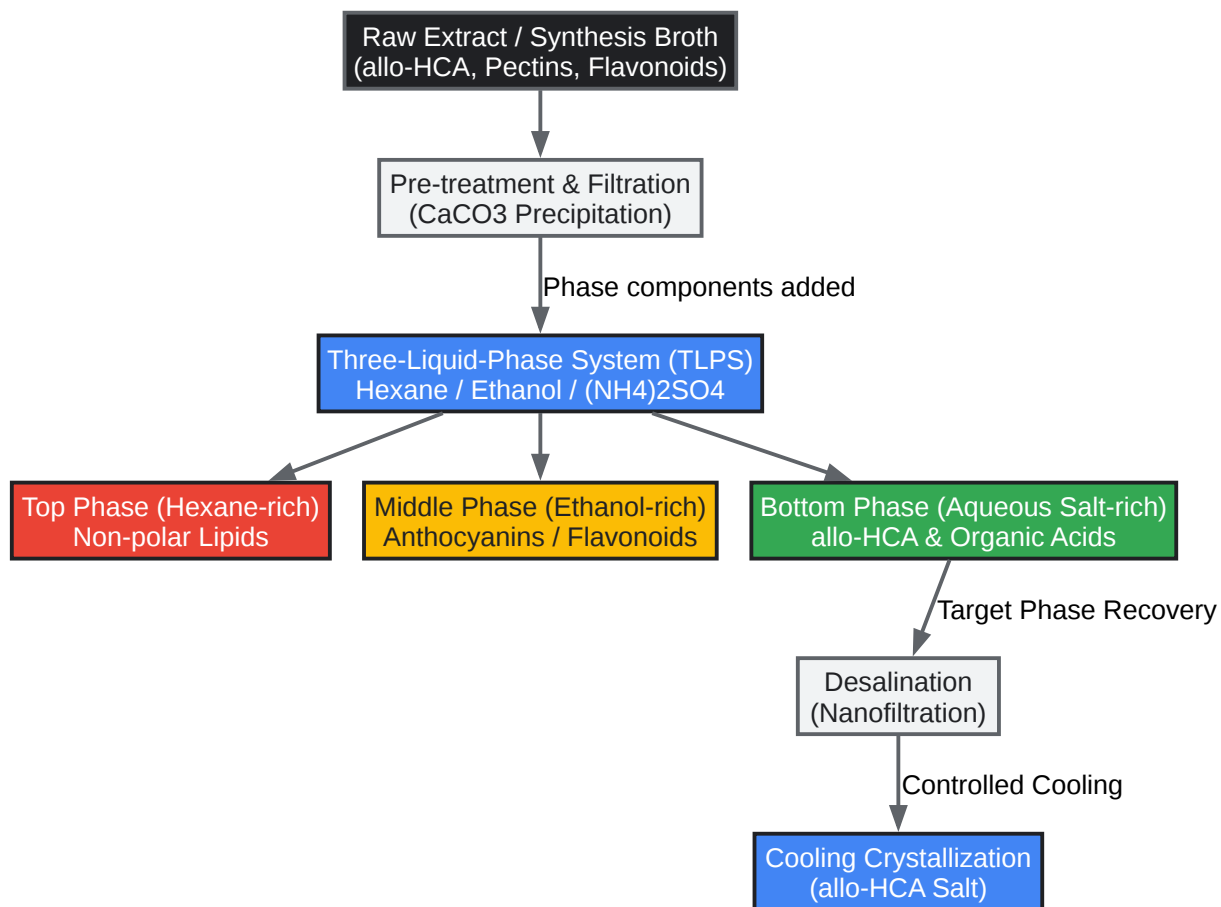 Raw Extract / Synthesis Broth
(allo-HCA, Pectins, Flavonoids)
Pre-treatment & Filtration
(CaCO3 Precipitation)
Phase components added
Three-Liquid-Phase System (TLPS)
Hexane / Ethanol / (NH4)2SO4
Top Phase (Hexane-rich)
Non-polar Lipids
Middle Phase (Ethanol-rich)
Anthocyanins / Flavonoids
Bottom Phase (Aqueous Salt-rich)
allo-HCA & Organic Acids
Target Phase Recovery
Desalination
(Nanofiltration)
Controlled Cooling
Cooling Crystallization
(allo-HCA Salt)